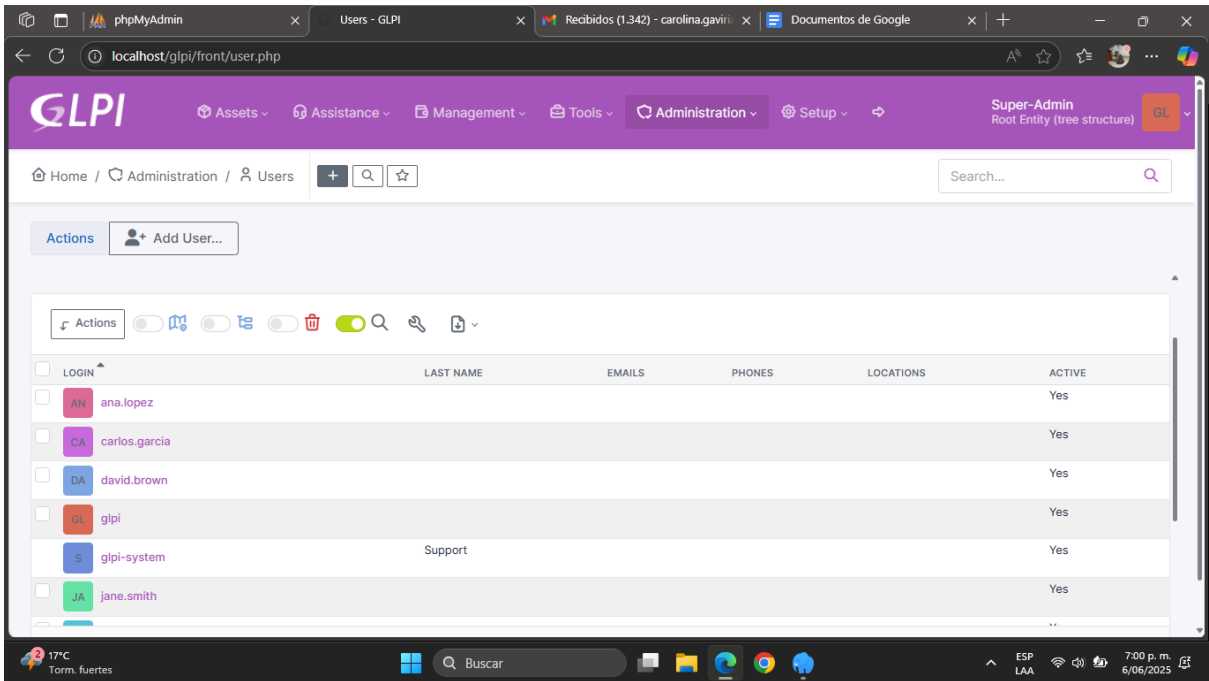 phpMyAdmin
Users - GLPI
Recibidos (1.342) - carolina.gaviria
Documentos de Google
localhost/glpi/front/user.php
GLPI
Assets
Assistance
Management
Tools
Administration
Setup
Super-Admin
Root Entity (tree structure)
GL
Home / Administration / Users
Search...
Actions
Add User...
Actions
LOGIN LAST NAME EMAILS PHONES LOCATIONS ACTIVE
AN ana.lopez Yes
CA carlos.garcia Yes
DA david.brown Yes
GL glpi Yes
S glpi-system Support Yes
JA jane.smith Yes
2
17°C
Torm. fuertes
Buscar
ESP
LAA
7:00 p. m.
6/06/2025